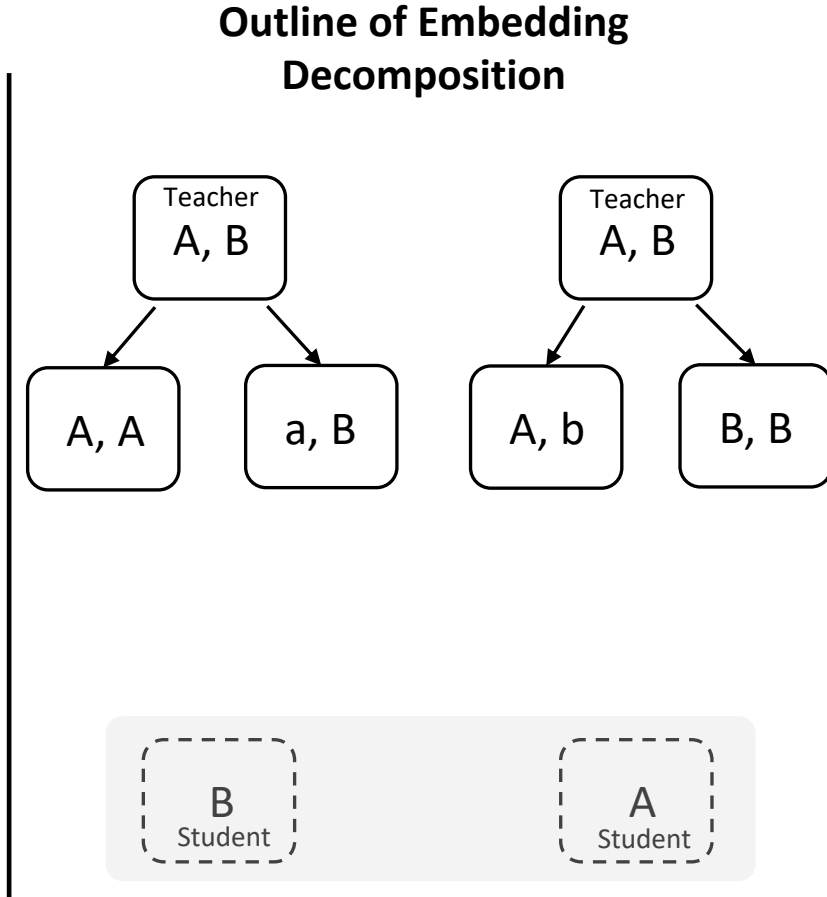 Outline of Embedding
Decomposition
Teacher
A, B
Teacher
A, B
A, A
a, B
A, b
B, B
B
Student
A
Student